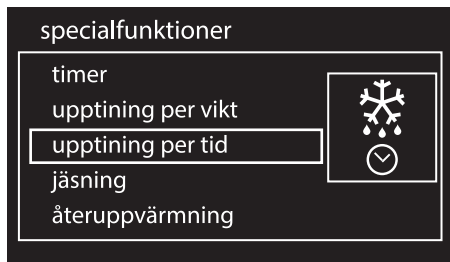 specialfunktioner
timer
upptining per vikt
upptining per tid
jäsning
återuppvärmning